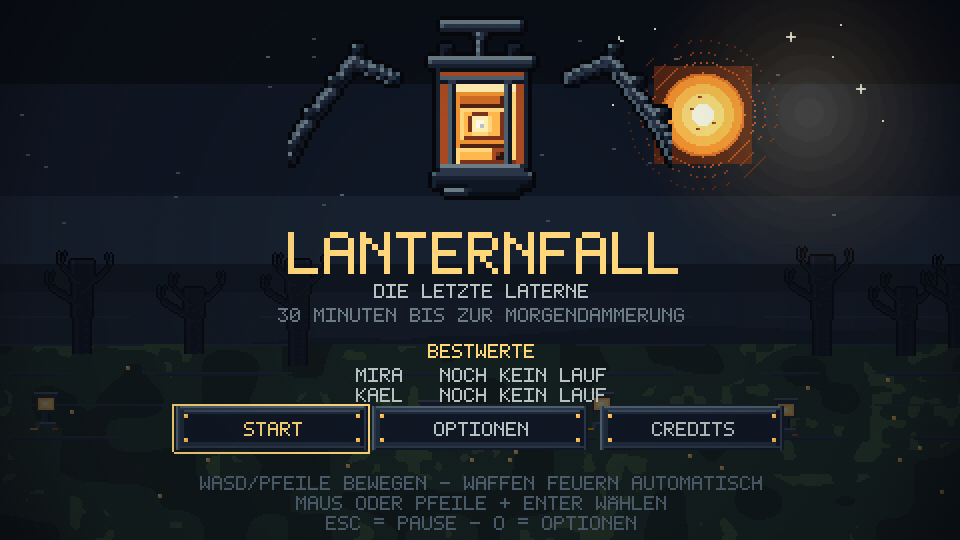 LANTERNFALL
DIE LETZTE LATERNE
30 MINUTEN BIS ZUR MORGENDAMMERUNG
BESTWERTE
MIRA NOCH KEIN LAUF
KAEL NOCH KEIN LAUF
START OPTIONEN CREDITS
WASD/PFEILE BEWEGEN - WAFFEN FEUERN AUTOMATISCH
MAUS ODER PFEILE + ENTER WÄHLEN
ESC = PAUSE - O = OPTIONEN